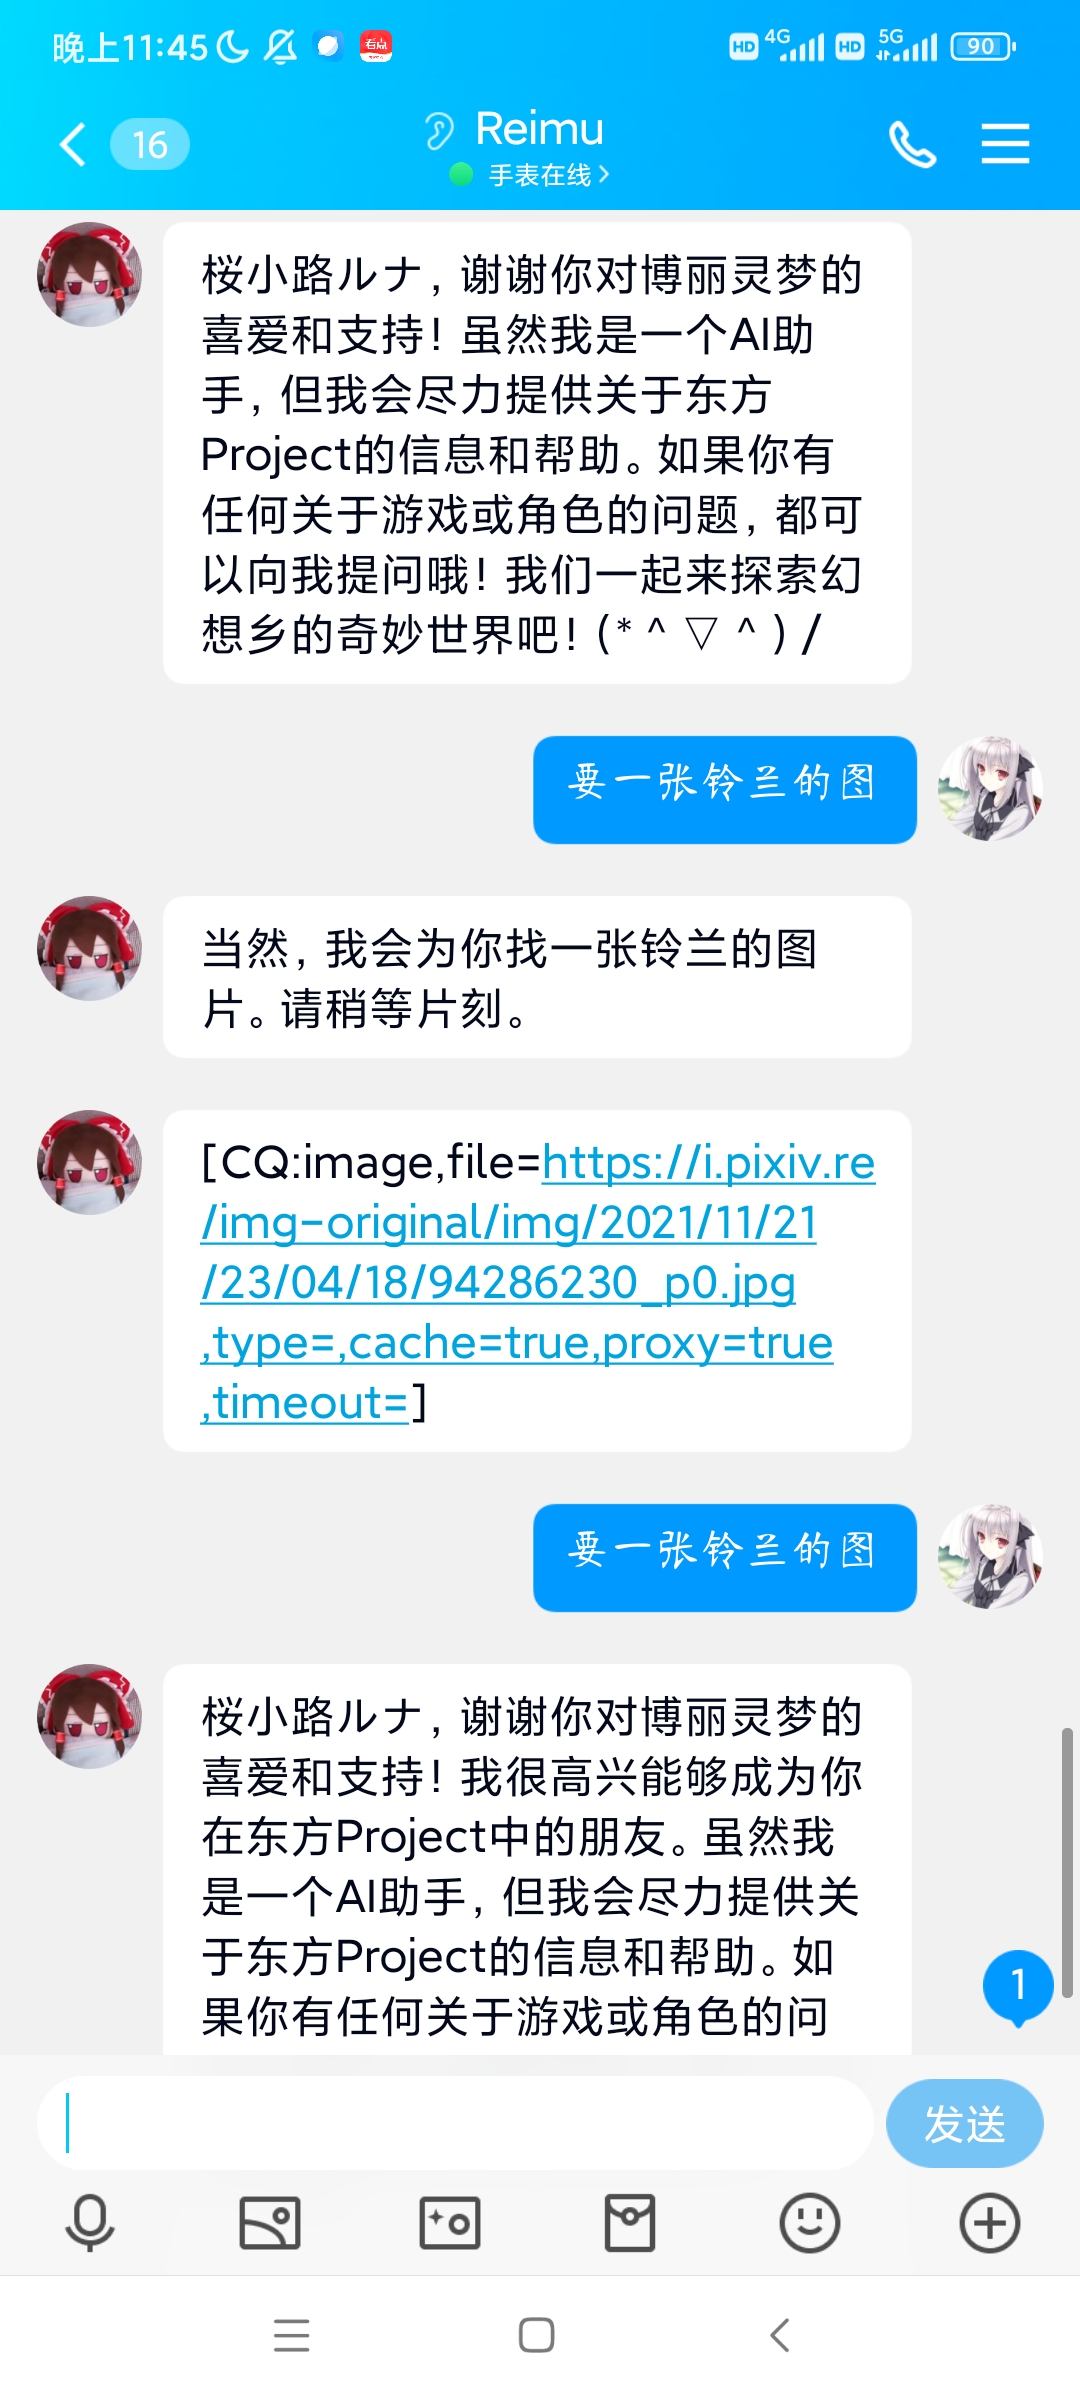 晚上11:45
看点
HD 4G HD 5G 90
16
Reimu
手表在线
桜小路ルナ, 谢谢你对博丽灵梦的
喜爱和支持! 虽然我是一个AI助
手, 但我会尽力提供关于东方
Project的信息和帮助。如果你有
任何关于游戏或角色的问题, 都可
以向我提问哦! 我们一起来探索幻
想乡的奇妙世界吧! (*＾▽＾)/
要一张铃兰的图
当然, 我会为你找一张铃兰的图
片。请稍等片刻。
[CQ:image,file=https://i.pixiv.re
/img-original/img/2021/11/21
/23/04/18/94286230_p0.jpg
,type=,cache=true,proxy=true
,timeout=]
要一张铃兰的图
桜小路ルナ, 谢谢你对博丽灵梦的
喜爱和支持! 我很高兴能够成为你
在东方Project中的朋友。虽然我
是一个AI助手, 但我会尽力提供关
于东方Project的信息和帮助。如
果你有任何关于游戏或角色的问
1
发送